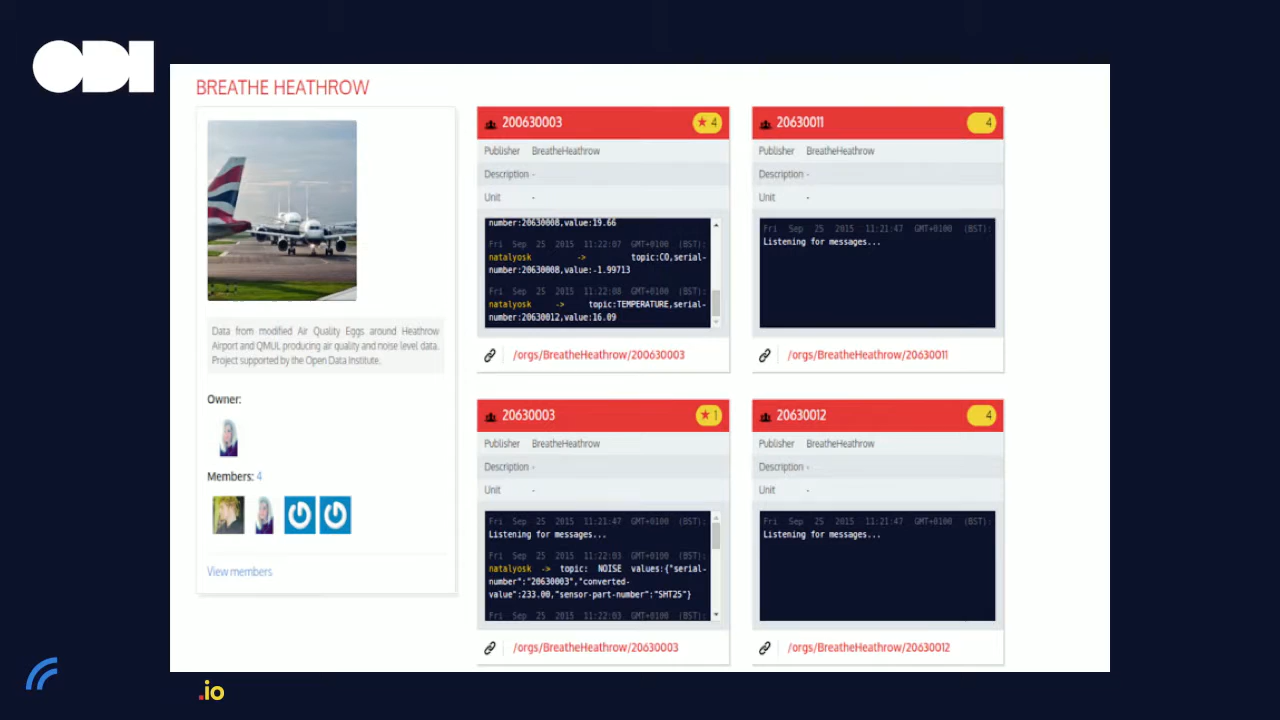 ODI
BREATHE HEATHROW
Data from modified Air Quality Eggs around Heathrow
Airport and QMUL producing air quality and noise level data.
Project supported by the Open Data Institute.
Owner:
Members: 4
View members
200630003
★ 4
Publisher BreatheHeathrow
Description -
Unit -
number:20630008,value:19.66
Fri Sep 25 2015 11:22:07 GMT+0100 (BST):
natalyosk -> topic:CO,serial-
number:20630008,value:-1.99713
Fri Sep 25 2015 11:22:08 GMT+0100 (BST):
natalyosk -> topic:TEMPERATURE,serial-
number:20630012,value:16.09
/orgs/BreatheHeathrow/200630003
20630011
4
Publisher BreatheHeathrow
Description -
Unit -
Fri Sep 25 2015 11:21:47 GMT+0100 (BST):
Listening for messages...
/orgs/BreatheHeathrow/20630011
20630003
★ 1
Publisher BreatheHeathrow
Description -
Unit -
Fri Sep 25 2015 11:21:47 GMT+0100 (BST):
Listening for messages...
Fri Sep 25 2015 11:22:03 GMT+0100 (BST):
natalyosk -> topic: NOISE values:{"serial-
number":"20630003","converted-
value":233.00,"sensor-part-number":"SHT25"}
Fri Sep 25 2015 11:22:03 GMT+0100 (BST):
/orgs/BreatheHeathrow/20630003
20630012
4
Publisher BreatheHeathrow
Description -
Unit -
Fri Sep 25 2015 11:21:47 GMT+0100 (BST):
Listening for messages...
/orgs/BreatheHeathrow/20630012
.io